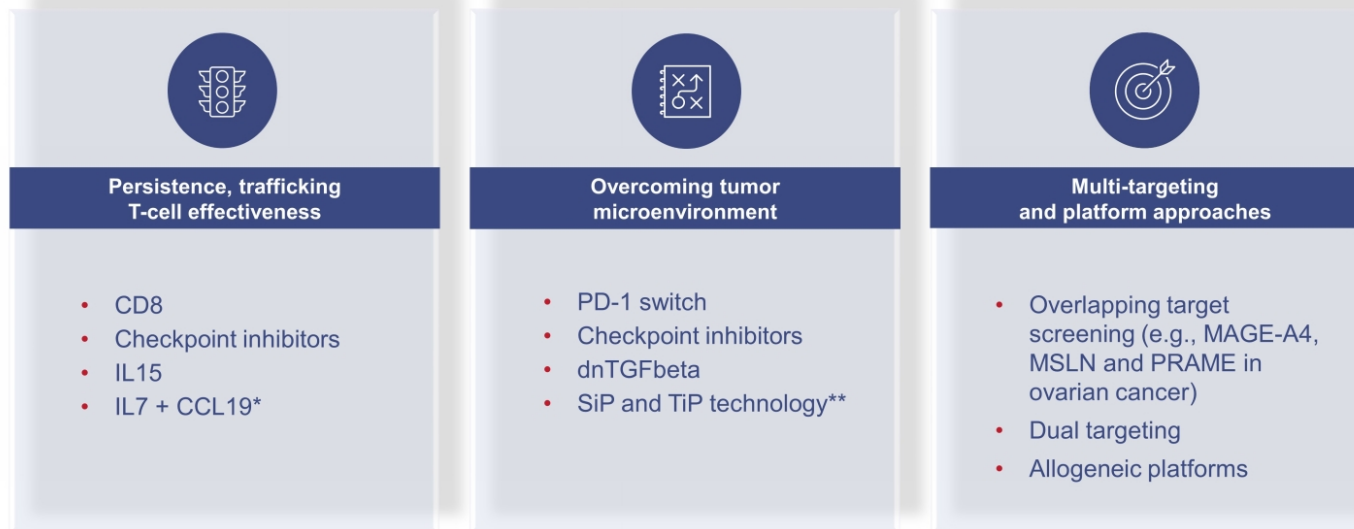 Persistence, trafficking
T-cell effectiveness
• CD8
• Checkpoint inhibitors
• IL15
• IL7 + CCL19*
Overcoming tumor
microenvironment
• PD-1 switch
• Checkpoint inhibitors
• dnTGFbeta
• SiP and TiP technology**
Multi-targeting
and platform approaches
• Overlapping target
screening (e.g., MAGE-A4,
MSLN and PRAME in
ovarian cancer)
• Dual targeting
• Allogeneic platforms